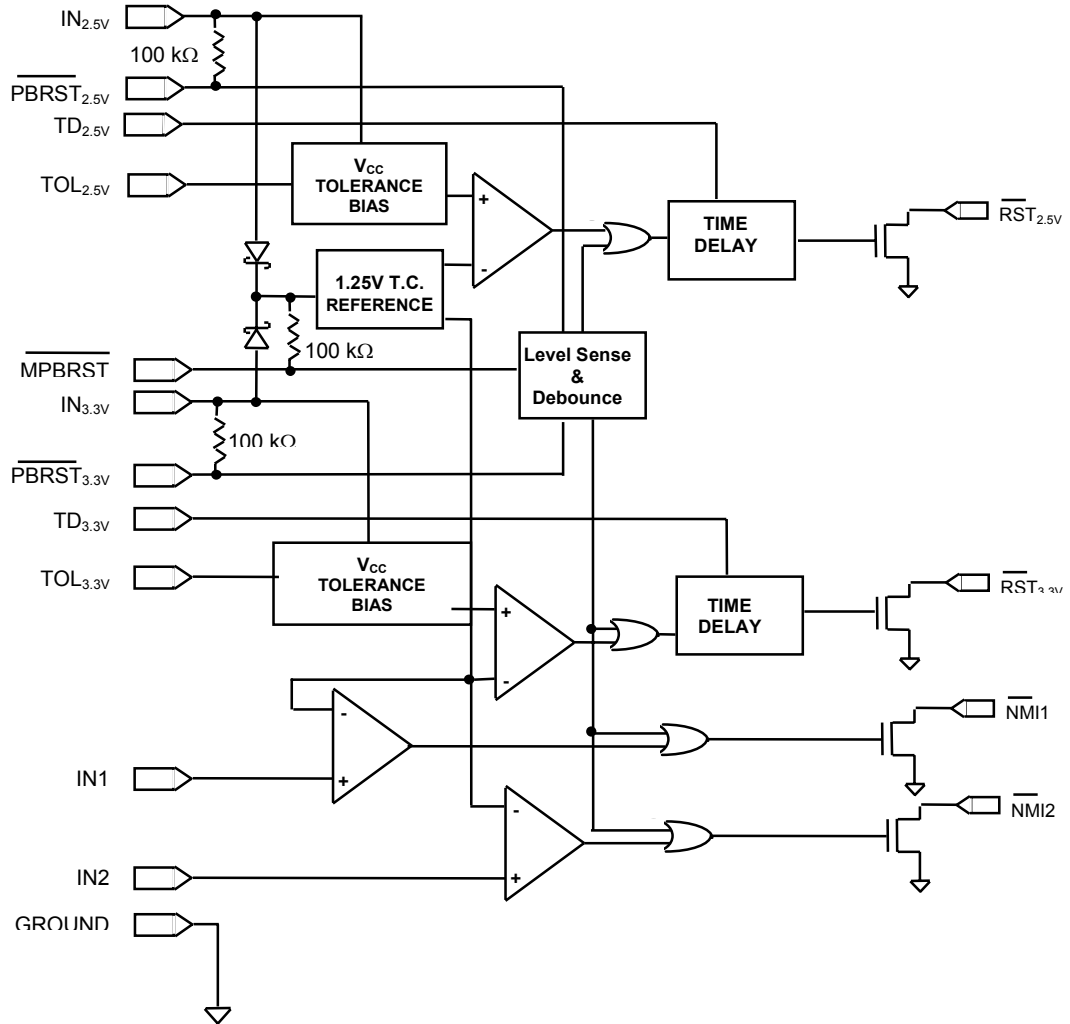 IN2.5V
100 kΩ
PBRST2.5V
TD2.5V
TOL2.5V
VCC
TOLERANCE
BIAS
+
-
TIME
DELAY
RST2.5V
1.25V T.C.
REFERENCE
100 kΩ
MPBRST
Level Sense
&
Debounce
IN3.3V
100 kΩ
PBRST3.3V
TD3.3V
TOL3.3V
VCC
TOLERANCE
BIAS
+
-
TIME
DELAY
RST3.3V
-
+
NMI1
IN1
-
+
NMI2
IN2
GROUND